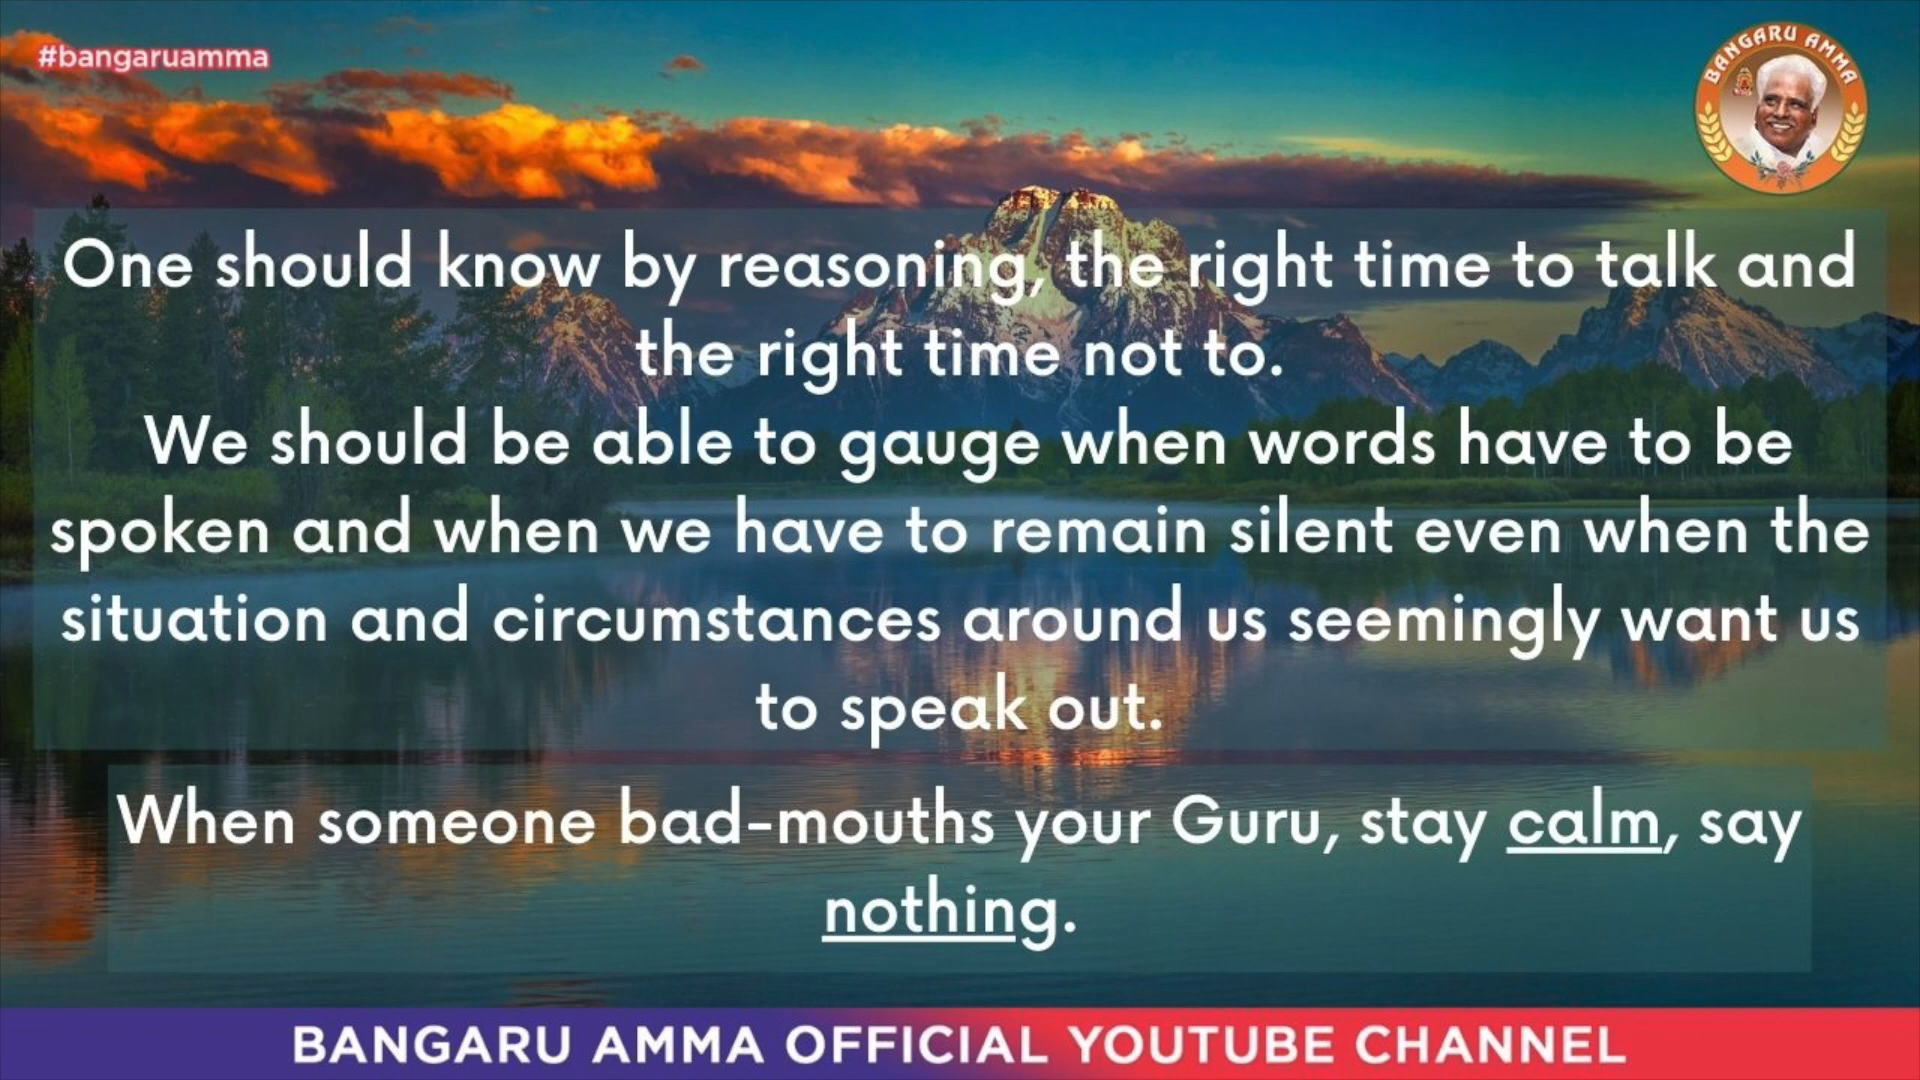 #bangaruamma
BANGARU AMMA
One should know by reasoning, the right time to talk and
the right time not to.
We should be able to gauge when words have to be
spoken and when we have to remain silent even when the
situation and circumstances around us seemingly want us
to speak out.
When someone bad-mouths your Guru, stay calm, say
nothing.
BANGARU AMMA OFFICIAL YOUTUBE CHANNEL